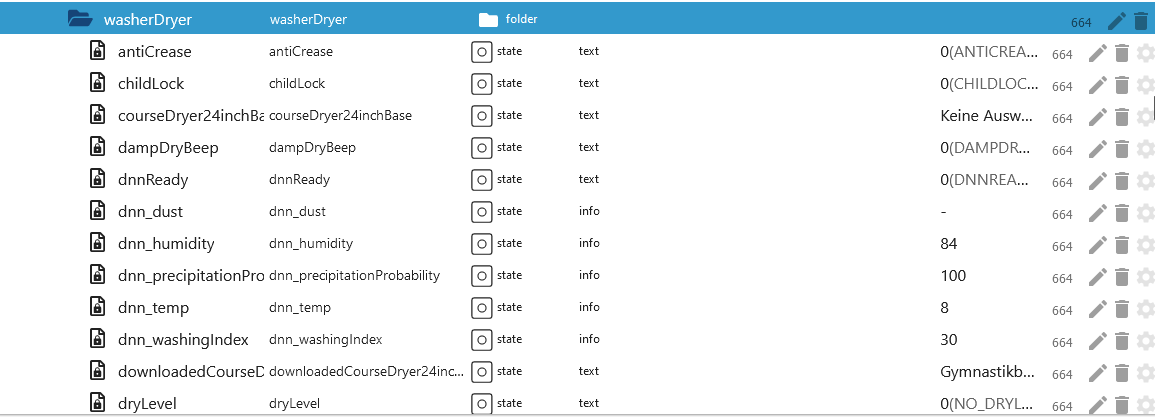 washerDryer washerDryer folder 664
antiCrease antiCrease state text 0(ANTICREA... 664
childLock childLock state text 0(CHILDLOC... 664
courseDryer24inchBa courseDryer24inchBase state text Keine Ausw... 664
dampDryBeep dampDryBeep state text 0(DAMPDR... 664
dnnReady dnnReady state text 0(DNNREA... 664
dnn_dust dnn_dust state info - 664
dnn_humidity dnn_humidity state info 84 664
dnn_precipitationPro dnn_precipitationProbability state info 100 664
dnn_temp dnn_temp state info 8 664
dnn_washingIndex dnn_washingIndex state info 30 664
downloadedCourseD downloadedCourseDryer24inc... state text Gymnastikb... 664
dryLevel dryLevel state text 0(NO_DRYL... 664